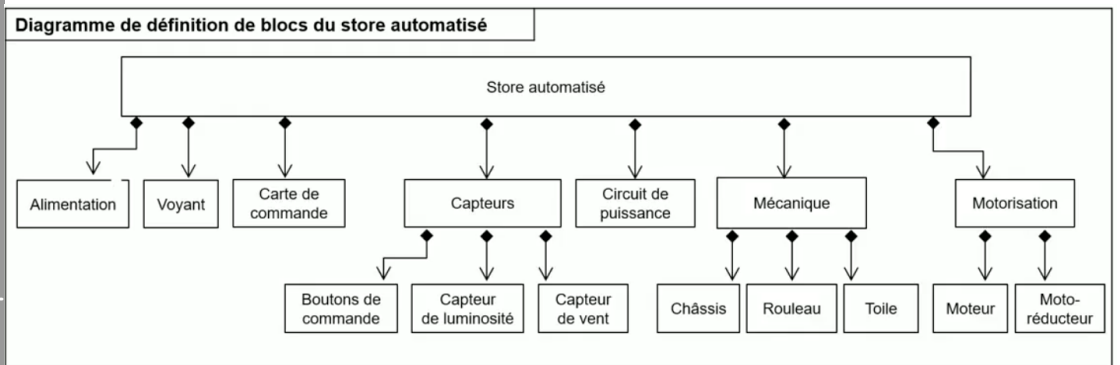 Diagramme de définition de blocs du store automatisé
Store automatisé
Alimentation
Voyant
Carte de
commande
Capteurs
Circuit de
puissance
Mécanique
Motorisation
Boutons de
commande
Capteur
de luminosité
Capteur
de vent
Châssis
Rouleau
Toile
Moteur
Moto-
réducteur